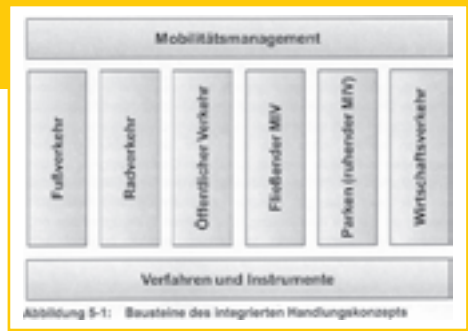 Mobilitätsmanagement
Fußverkehr
Radverkehr
Öffentlicher Verkehr
Fließender MIV
Parken (ruhender MIV)
Wirtschaftsverkehr
Verfahren und Instrumente
Abbildung 5-1: Bausteine des integrierten Handlungskonzepts